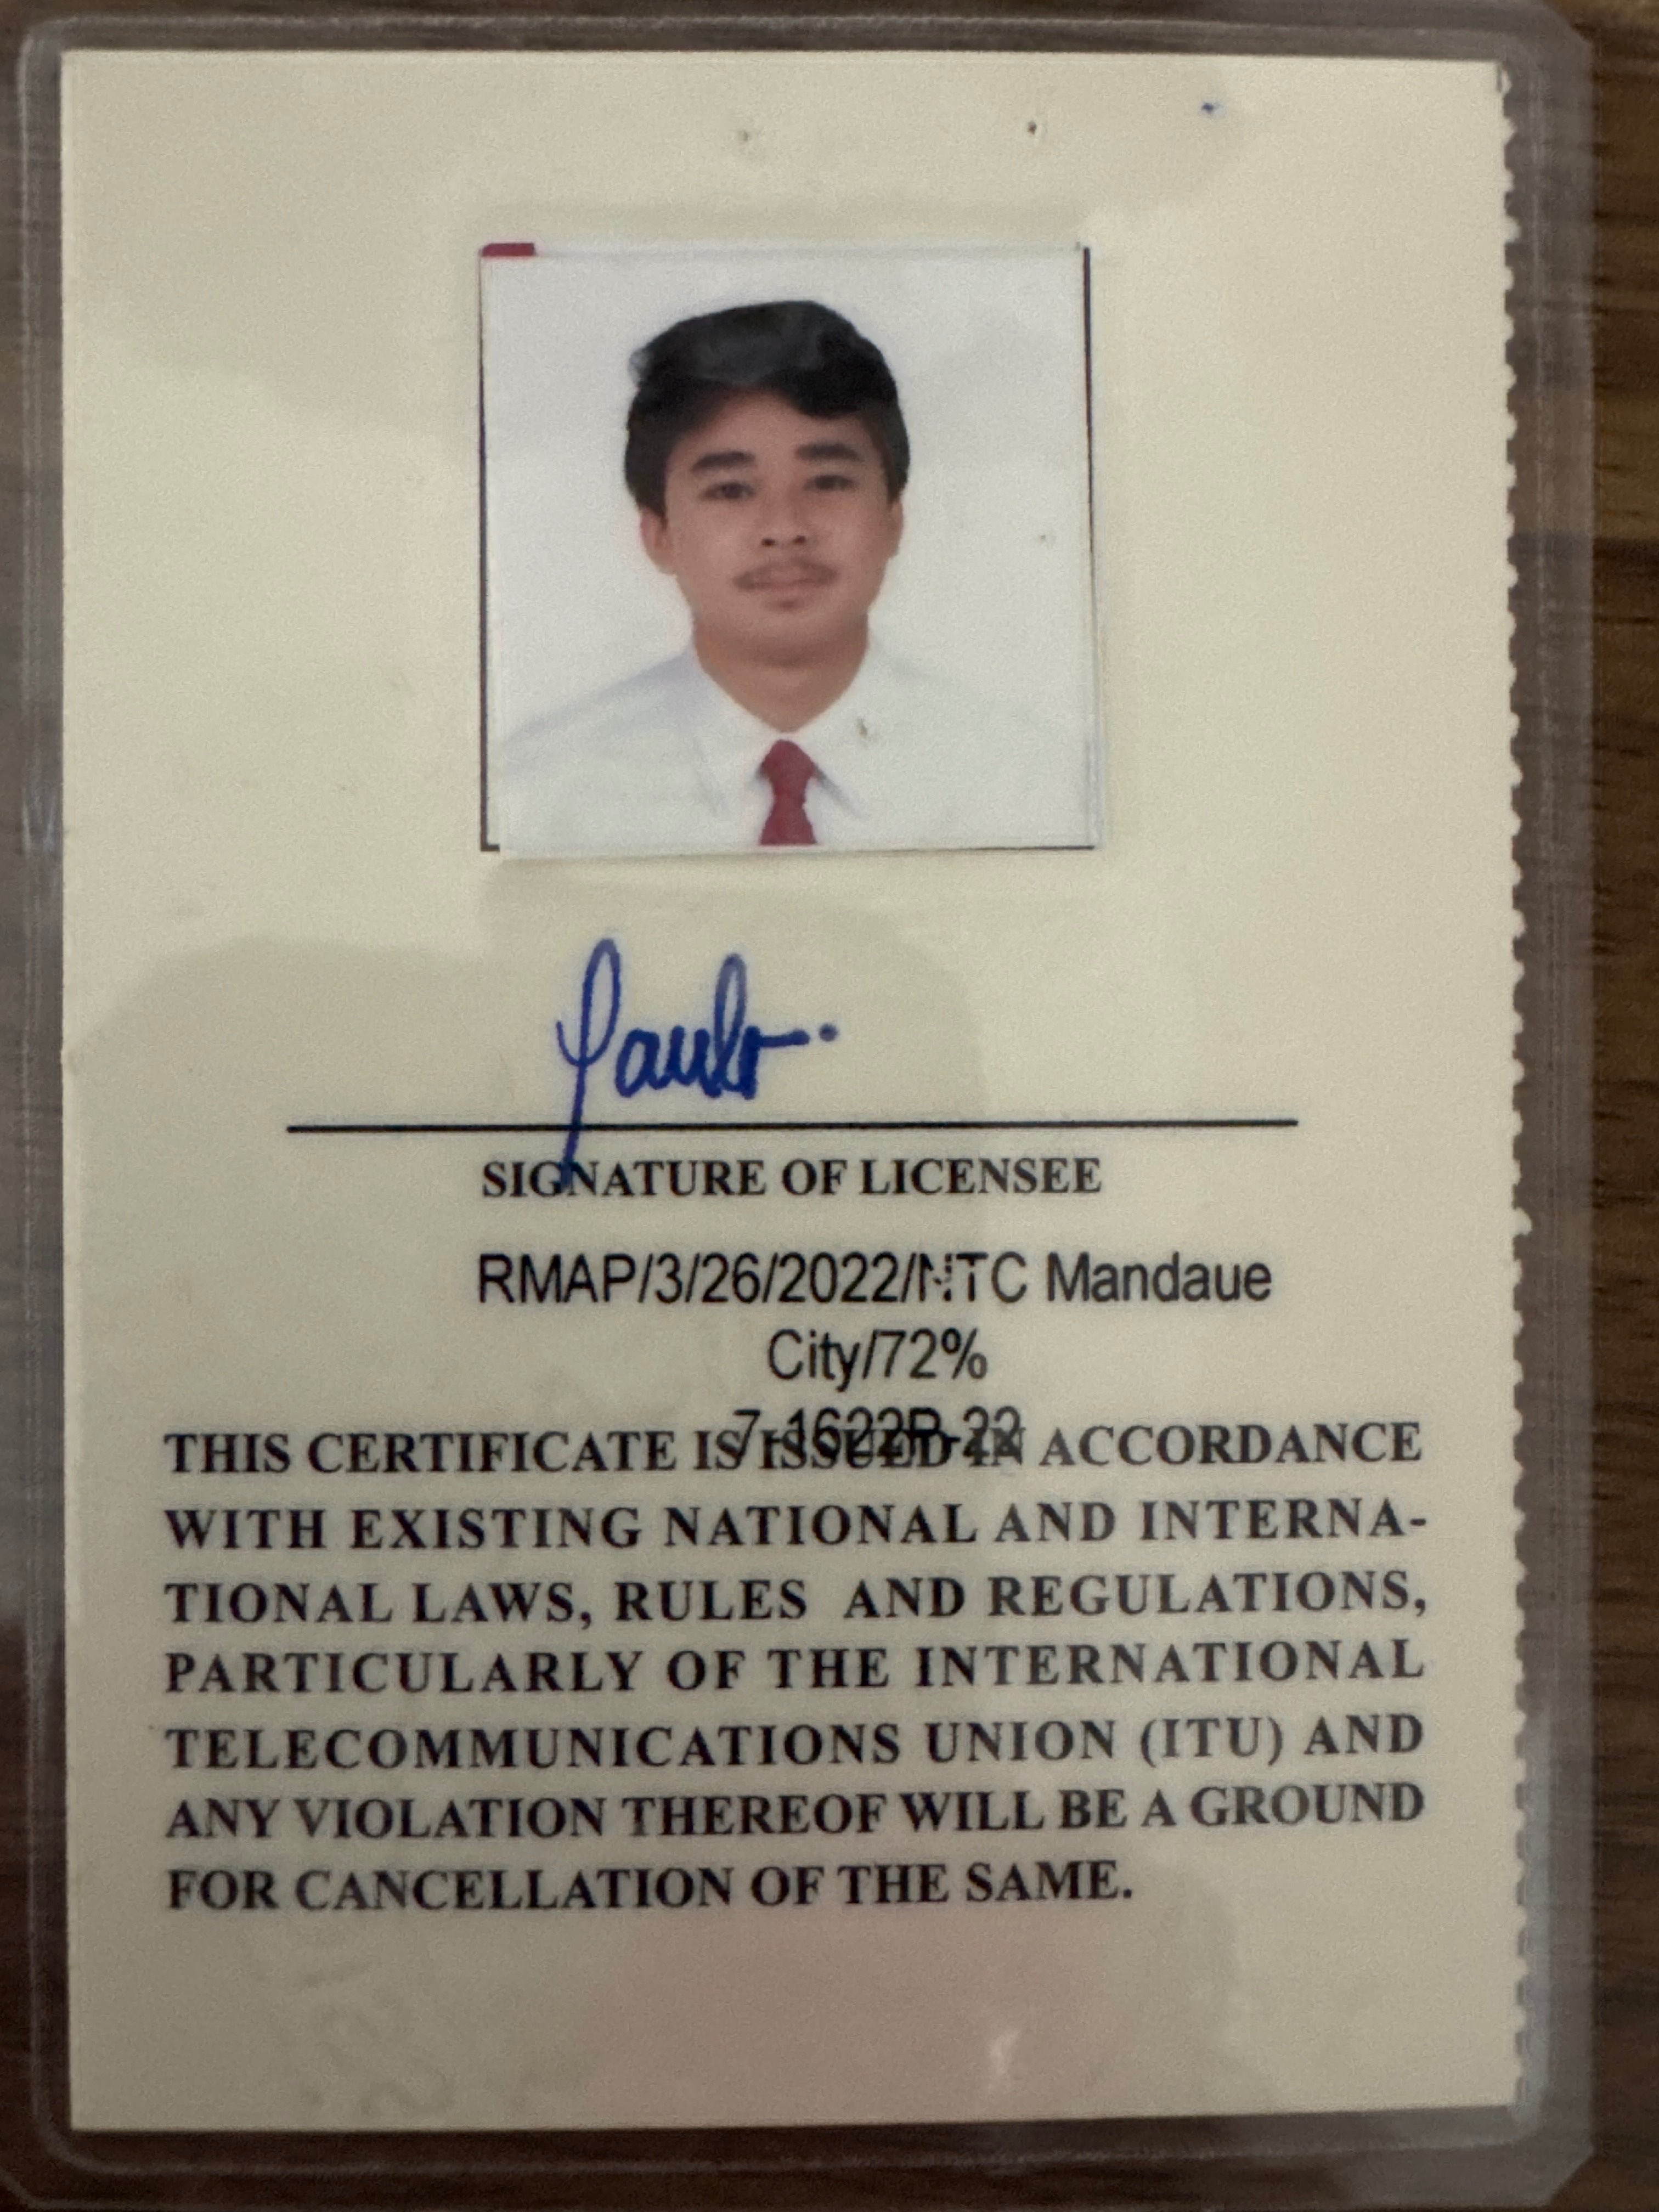 SIGNATURE OF LICENSEE
RMAP/3/26/2022/NTC Mandaue
City/72%
7-1622R-22
THIS CERTIFICATE IS ISSUED IN ACCORDANCE
WITH EXISTING NATIONAL AND INTERNA-
TIONAL LAWS, RULES AND REGULATIONS,
PARTICULARLY OF THE INTERNATIONAL
TELECOMMUNICATIONS UNION (ITU) AND
ANY VIOLATION THEREOF WILL BE A GROUND
FOR CANCELLATION OF THE SAME.